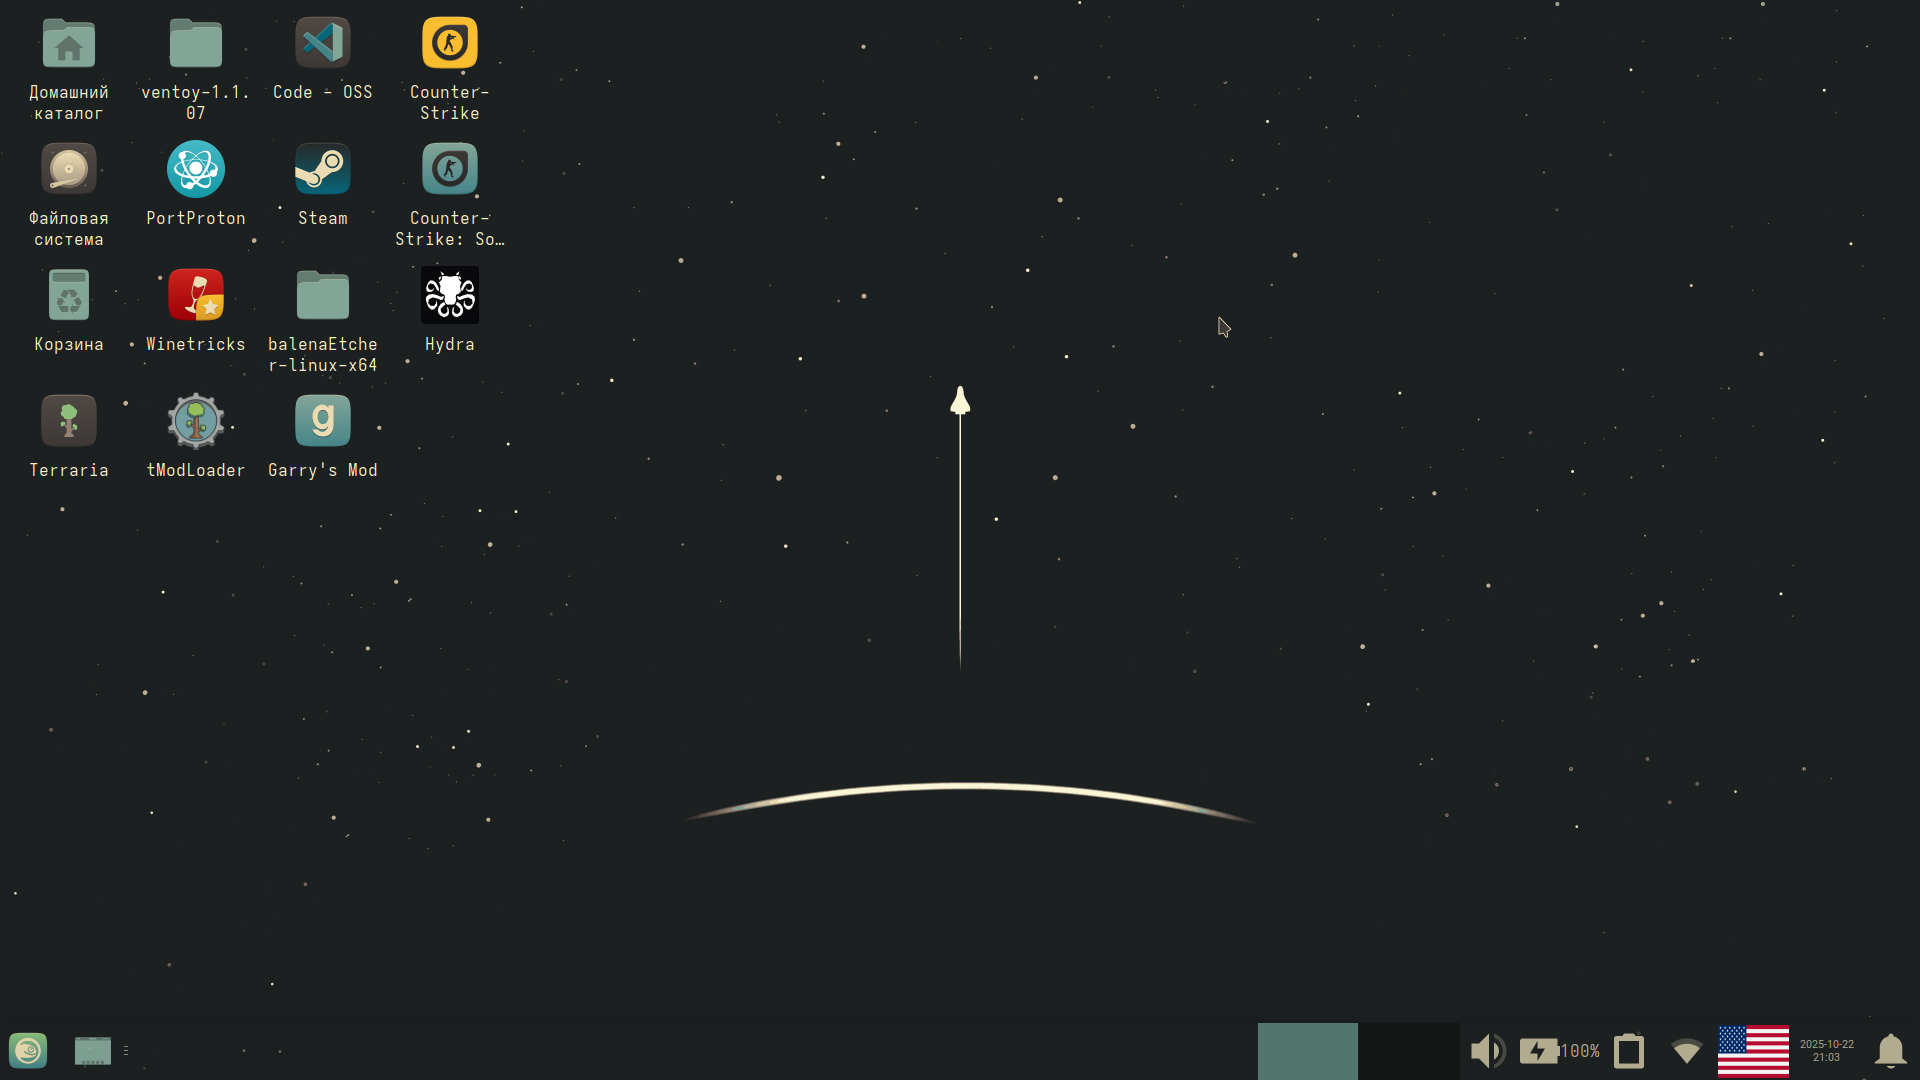 Домашний
каталог
ventoy-1.1.
07
Code - OSS
Counter-
Strike
Файловая
система
PortProton
Steam
Counter-
Strike: So…
Корзина
Winetricks
balenaEtche
r-linux-x64
Hydra
Terraria
tModLoader
g
Garry's Mod
100%
2025-10-22
21:03